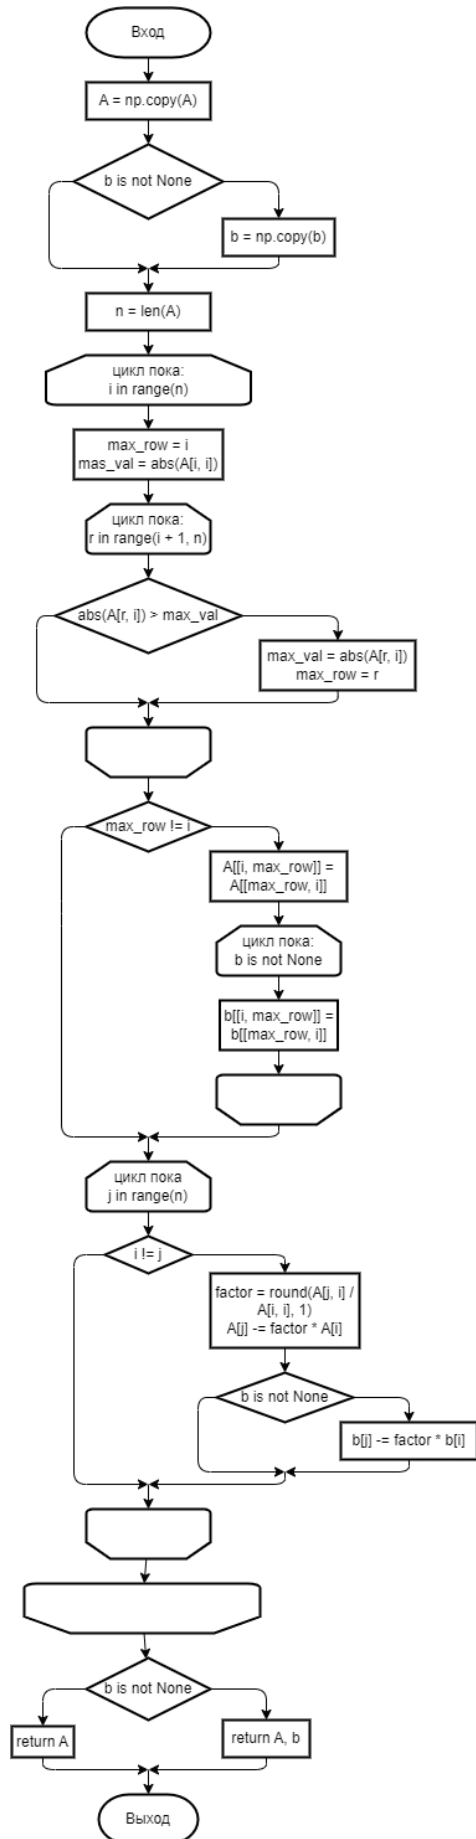 Вход
A = np.copy(A)
b is not None
b = np.copy(b)
n = len(A)
цикл пока:
i in range(n)
max_row = i
mas_val = abs(A[i, i])
цикл пока:
r in range(i + 1, n)
abs(A[r, i]) > max_val
max_val = abs(A[r, i])
max_row = r
max_row != i
A[[i, max_row]] =
A[[max_row, i]]
цикл пока:
b is not None
b[[i, max_row]] =
b[[max_row, i]]
цикл пока
j in range(n)
i != j
factor = round(A[j, i] /
A[i, i], 1)
A[j] -= factor * A[i]
b is not None
b[j] -= factor * b[i]
b is not None
return A
return A, b
Выход